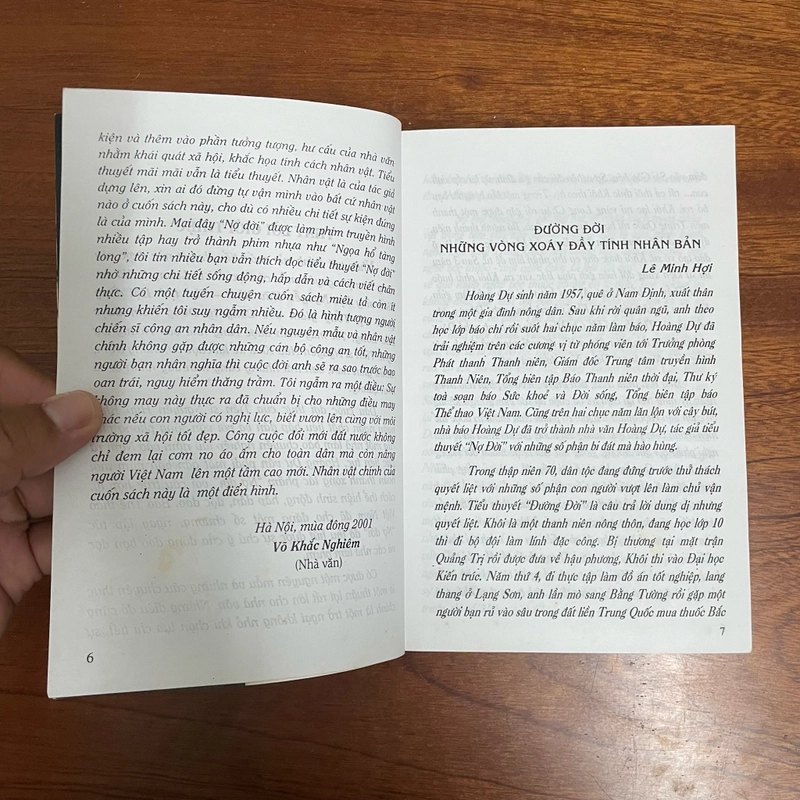 kiện và thêm vào phần tưởng tượng, hư cấu của nhà văn
nhằm khái quát xã hội, khắc họa tính cách nhân vật. Tiểu
thuyết mãi mãi vẫn là tiểu thuyết. Nhân vật là của tác giả
dựng lên, xin ai đó đừng tự vận mình vào bất cứ nhân vật
nào ở cuốn sách này, cho dù có nhiều chi tiết sự kiện đúng
là của mình. Mai đây "Nợ đời" được làm phim truyền hình
nhiều tập hay trở thành phim nhựa như "Ngọa hổ tàng
long", tôi tin nhiều bạn vẫn thích đọc tiểu thuyết "Nợ đời"
nhờ những chi tiết sống động, hấp dẫn và cách viết chân
thực. Có một tuyến chuyện cuốn sách miêu tả còn ít
nhưng khiến tôi suy ngẫm nhiều. Đó là hình tượng người
chiến sĩ công an nhân dân. Nếu nguyên mẫu và nhân vật
chính không gặp được những cán bộ công an tốt, những
người bạn nhân nghĩa thì cuộc đời anh sẽ ra sao trước bao
oan trái, nguy hiểm thăng trầm. Tôi ngẫm ra một điều: Sự
không may này thực ra đã chuẩn bị cho những điều may
khác nếu con người có nghị lực, biết vươn lên cùng với môi
trường xã hội tốt đẹp. Công cuộc đổi mới đất nước không
chỉ đem lại cơm no áo ấm cho toàn dân mà còn nâng
người Việt Nam lên một tầm cao mới. Nhân vật chính của
cuốn sách này là một điển hình.
Hà Nội, mùa đông 2001
Võ Khắc Nghiêm
(Nhà văn)
6
ĐƯỜNG ĐỜI
NHỮNG VÒNG XOÁY ĐẦY TÍNH NHÂN BẢN
Lê Minh Hợi
Hoàng Dự sinh năm 1957, quê ở Nam Định, xuất thân
trong một gia đình nông dân. Sau khi rời quân ngũ, anh theo
học lớp báo chí rồi suốt hai chục năm làm báo, Hoàng Dự đã
trải nghiệm trên các cương vị từ phóng viên tới Trưởng phòng
Phát thanh Thanh niên, Giám đốc Trung tâm truyền hình
Thanh Niên, Tổng biên tập Báo Thanh niên thời đại, Thư ký
toà soạn báo Sức khoẻ và Đời sống, Tổng biên tập báo
Thể thao Việt Nam. Cũng trên hai chục năm lăn lộn với cây bút,
nhà báo Hoàng Dự đã trở thành nhà văn Hoàng Dự, tác giả tiểu
thuyết "Nợ Đời" với những số phận bi đát mà hào hùng.
Trong thập niên 70, dân tộc đang đứng trước thử thách
quyết liệt với những số phận con người vượt lên làm chủ vận
mệnh. Tiểu thuyết "Đường Đời" là câu trả lời dung dị nhưng
quyết liệt. Khôi là một thanh niên nông thôn, đang học lớp 10
thì đi bộ đội làm lính đặc công. Bị thương tại mặt trận
Quảng Trị rồi được đưa về hậu phương, Khôi thi vào Đại học
Kiến trúc. Năm thứ 4, đi thực tập làm đồ án tốt nghiệp, lang
thang ở Lạng Sơn, anh lần mò sang Bằng Tường rồi gặp một
người bạn rủ vào sâu trong đất liền Trung Quốc mua thuốc Bắc
7